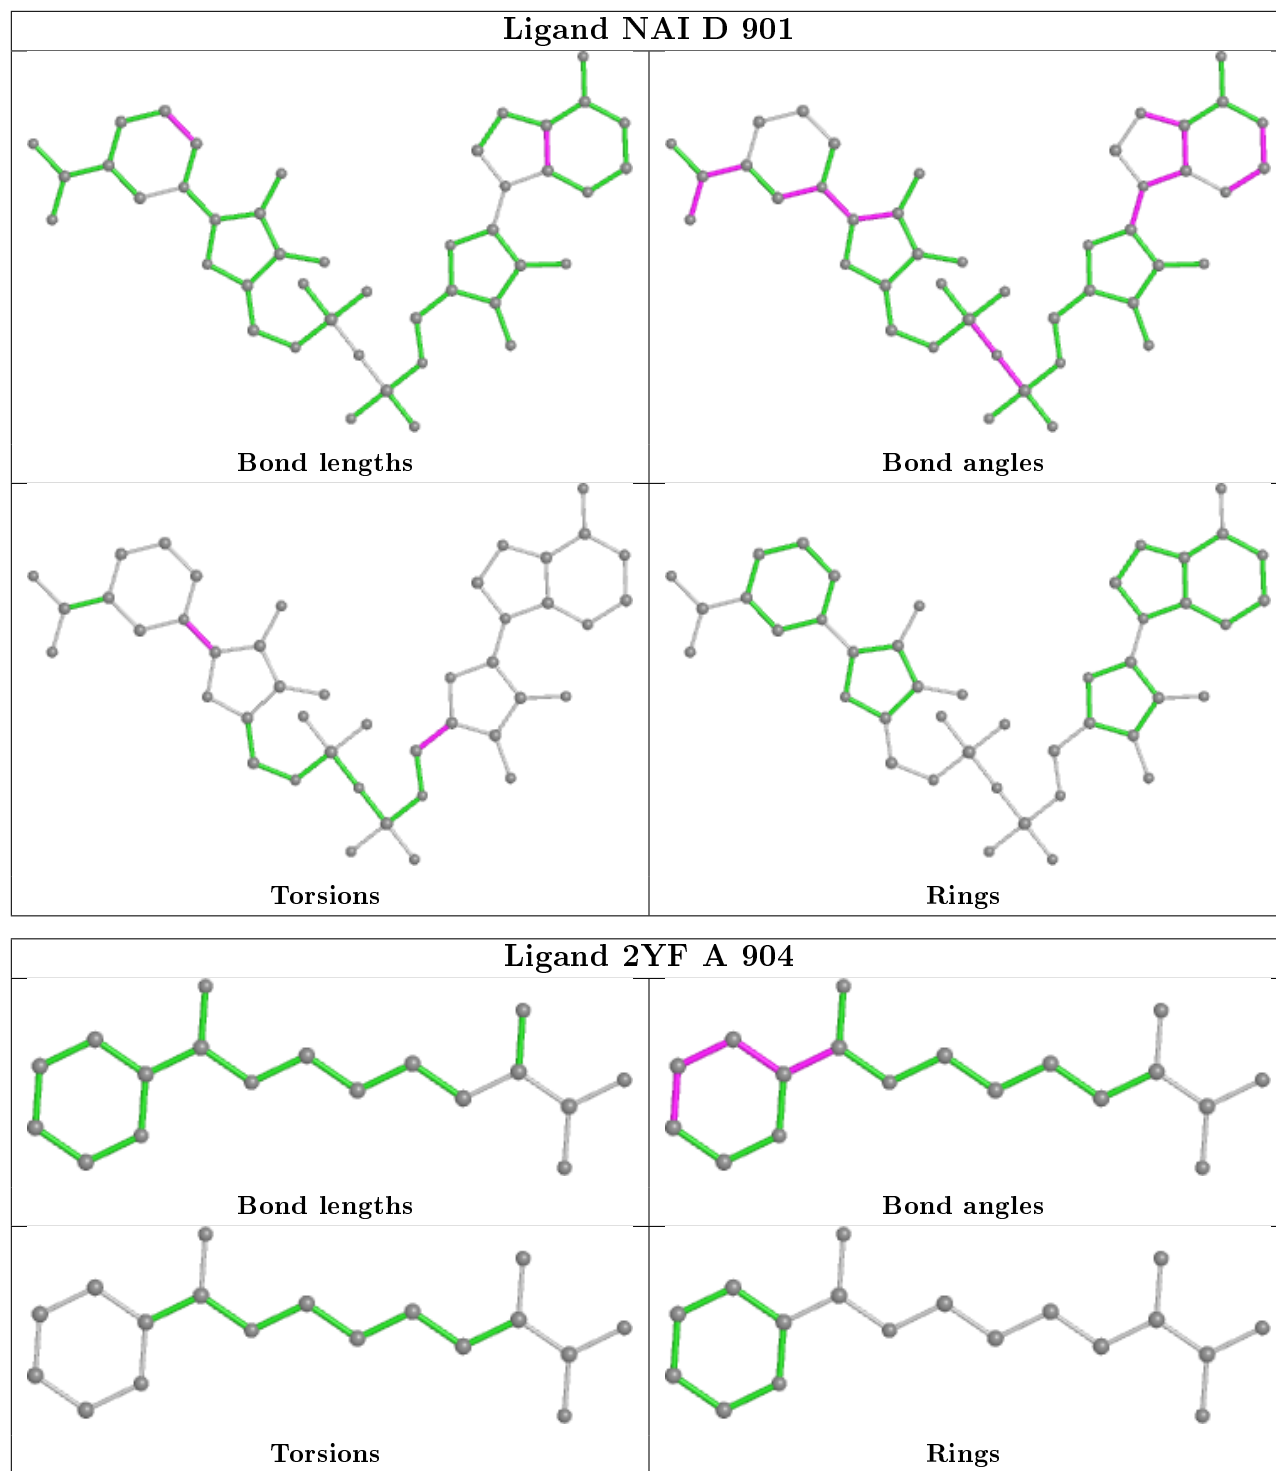 Ligand NAI D 901
Bond lengths
Bond angles
Torsions
Rings
Ligand 2YF A 904
Bond lengths
Bond angles
Torsions
Rings